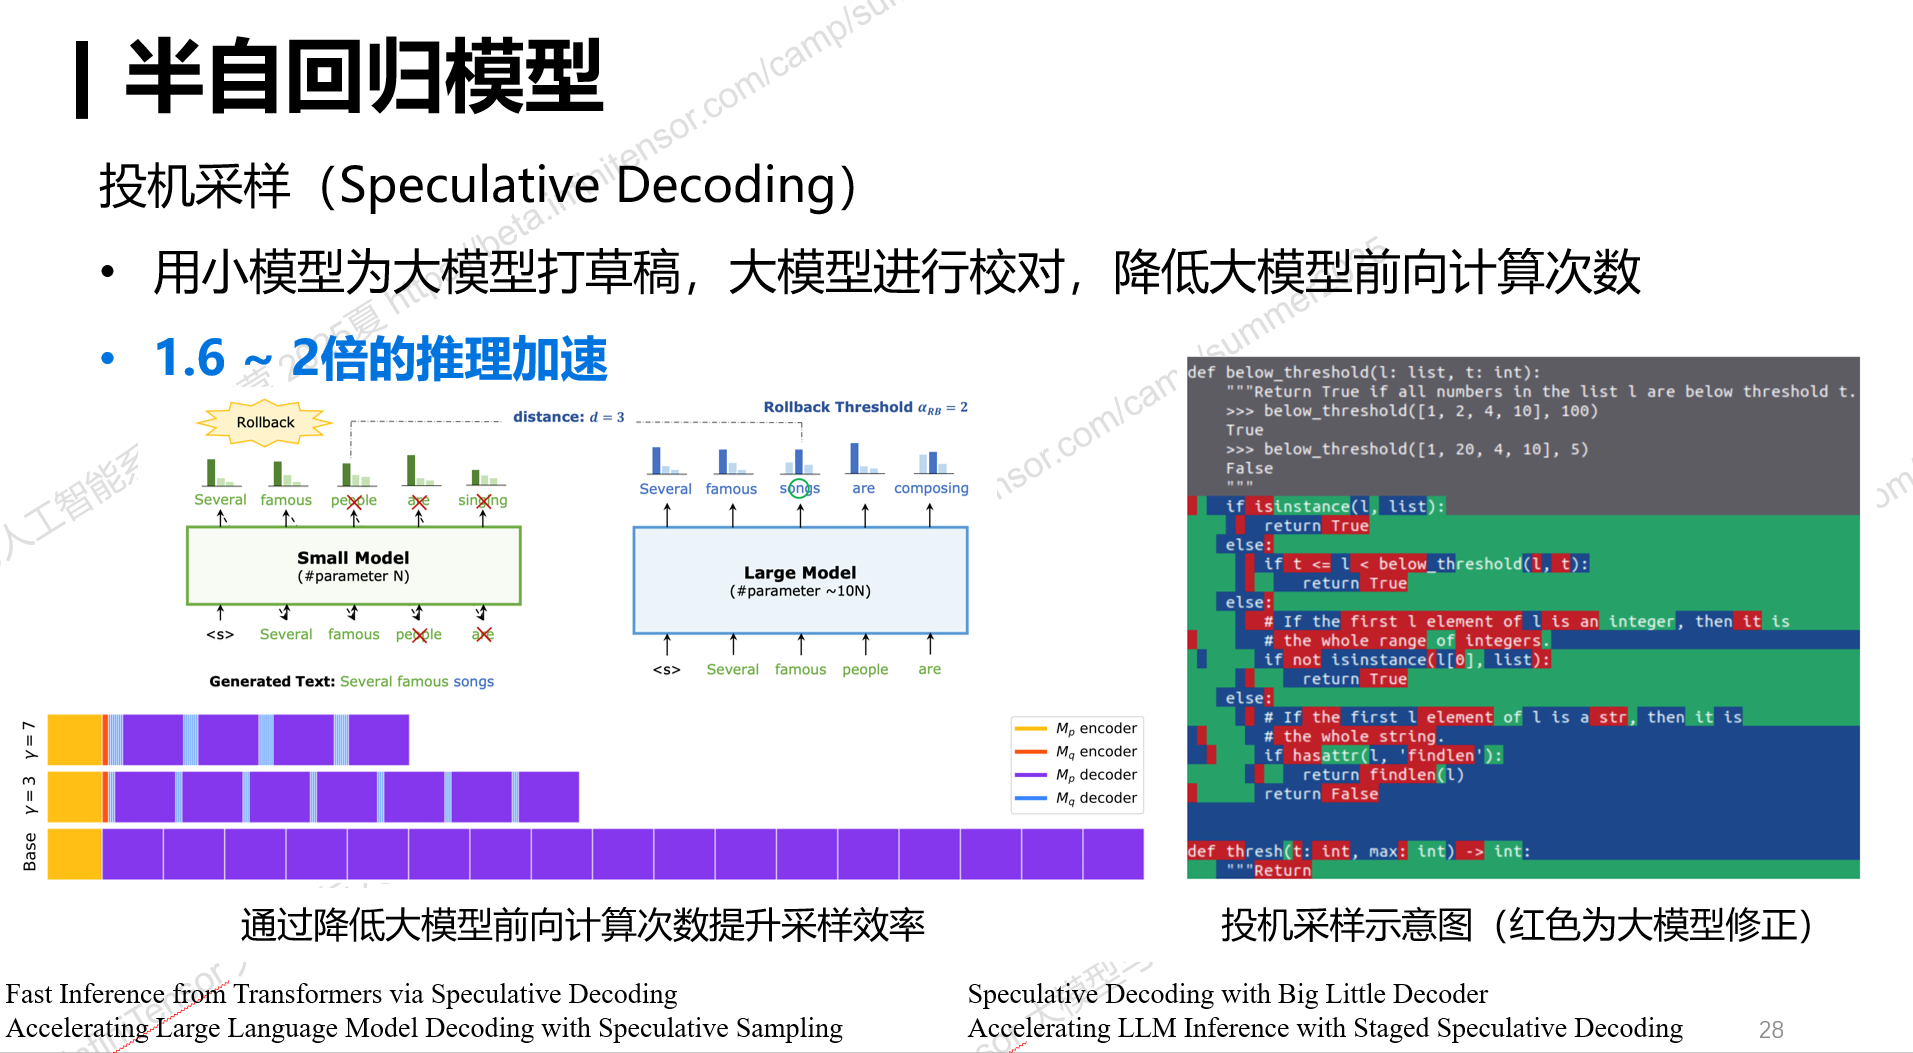 半自回归模型
投机采样（Speculative Decoding）
• 用小模型为大模型打草稿，大模型进行校对，降低大模型前向计算次数
• 1.6 ~ 2倍的推理加速
Rollback
distance: d = 3
Rollback Threshold αRB = 2
Several famous people are singing
Several famous songs are composing
Small Model
(#parameter N)
Large Model
(#parameter ~10N)
<s> Several famous people are
<s> Several famous people are
Generated Text: Several famous songs
γ = 7
γ = 3
Base
Mp encoder
Mq encoder
Mp decoder
Mq decoder
通过降低大模型前向计算次数提升采样效率
def below_threshold(l: list, t: int):
"""Return True if all numbers in the list l are below threshold t.
>>> below_threshold([1, 2, 4, 10], 100)
True
>>> below_threshold([1, 20, 4, 10], 5)
False
"""
if isinstance(l, list):
return True
else:
if t <= l < below_threshold(l, t):
return True
else:
# If the first l element of l is an integer, then it is
# the whole range of integers.
if not isinstance(l[0], list):
return True
else:
# If the first l element of l is a str, then it is
# the whole string.
if hasattr(l, 'findlen'):
return findlen(l)
return False
def thresh(t: int, max: int) -> int:
"""Return
投机采样示意图（红色为大模型修正）
Fast Inference from Transformers via Speculative Decoding
Accelerating Large Language Model Decoding with Speculative Sampling
Speculative Decoding with Big Little Decoder
Accelerating LLM Inference with Staged Speculative Decoding
28